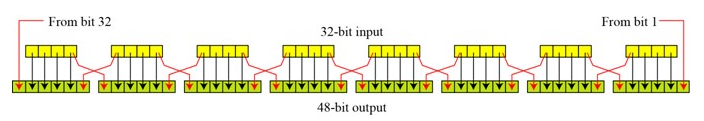 From bit 32
From bit 1
32-bit input
48-bit output